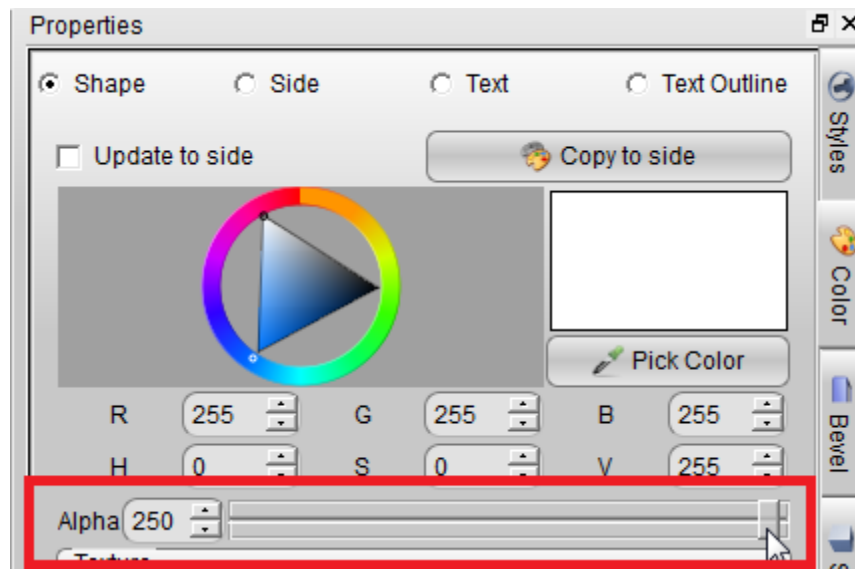 Properties
Shape Side Text Text Outline
Update to side Copy to side
Pick Color
R 255 G 255 B 255
H 0 S 0 V 255
Alpha 250
Texture
Styles
Color
Bevel